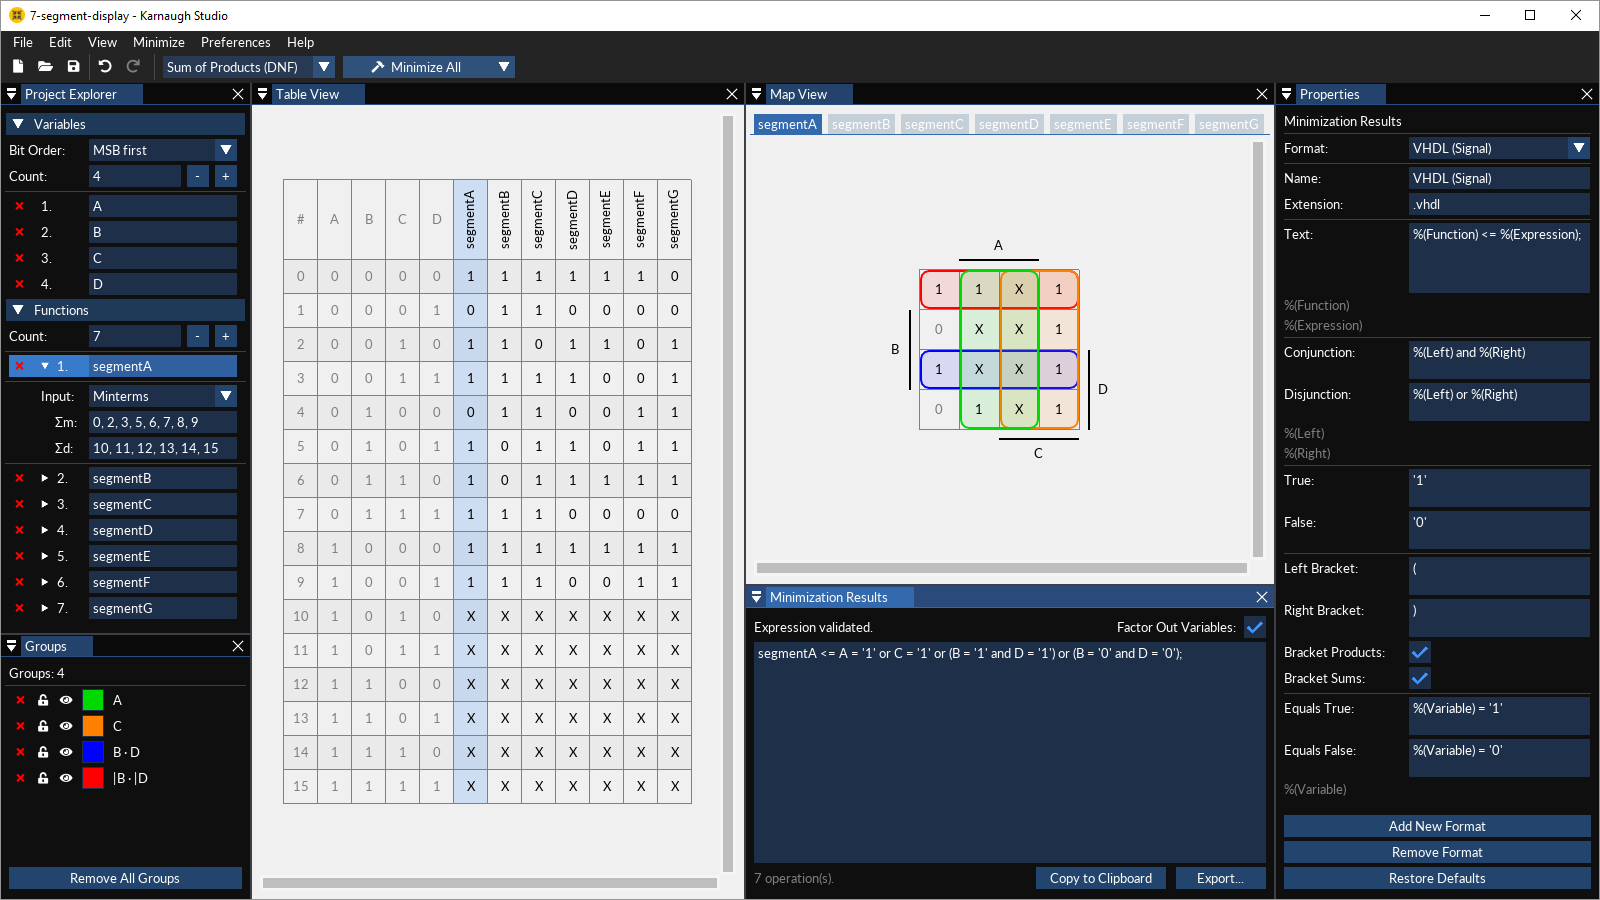 7-segment-display - Karnaugh Studio
File Edit View Minimize Preferences Help
Sum of Products (DNF) Minimize All
Project Explorer
Variables
Bit Order: MSB first
Count: 4 - +
1. A
2. B
3. C
4. D
Functions
Count: 7 - +
1. segmentA
Input: Minterms
Σm: 0, 2, 3, 5, 6, 7, 8, 9
Σd: 10, 11, 12, 13, 14, 15
2. segmentB
3. segmentC
4. segmentD
5. segmentE
6. segmentF
7. segmentG
Groups
Groups: 4
A
C
B · D
|B · |D
Remove All Groups
Table View
# A B C D segmentA segmentB segmentC segmentD segmentE segmentF segmentG
0 0 0 0 0 1 1 1 1 1 1 0
1 0 0 0 1 0 1 1 0 0 0 0
2 0 0 1 0 1 1 0 1 1 0 1
3 0 0 1 1 1 1 1 1 0 0 1
4 0 1 0 0 0 1 1 0 0 1 1
5 0 1 0 1 1 0 1 1 0 1 1
6 0 1 1 0 1 0 1 1 1 1 1
7 0 1 1 1 1 1 1 0 0 0 0
8 1 0 0 0 1 1 1 1 1 1 1
9 1 0 0 1 1 1 1 0 0 1 1
10 1 0 1 0 X X X X X X X
11 1 0 1 1 X X X X X X X
12 1 1 0 0 X X X X X X X
13 1 1 0 1 X X X X X X X
14 1 1 1 0 X X X X X X X
15 1 1 1 1 X X X X X X X
Map View
segmentA segmentB segmentC segmentD segmentE segmentF segmentG
A
1 1 X 1
0 X X 1
B
1 X X 1
D
0 1 X 1
C
Minimization Results
Expression validated. Factor Out Variables:
segmentA <= A = '1' or C = '1' or (B = '1' and D = '1') or (B = '0' and D = '0');
7 operation(s). Copy to Clipboard Export...
Properties
Minimization Results
Format: VHDL (Signal)
Name: VHDL (Signal)
Extension: .vhdl
Text: %(Function) <= %(Expression);
%(Function)
%(Expression)
Conjunction: %(Left) and %(Right)
Disjunction: %(Left) or %(Right)
%(Left)
%(Right)
True: '1'
False: '0'
Left Bracket: (
Right Bracket: )
Bracket Products:
Bracket Sums:
Equals True: %(Variable) = '1'
Equals False: %(Variable) = '0'
%(Variable)
Add New Format
Remove Format
Restore Defaults